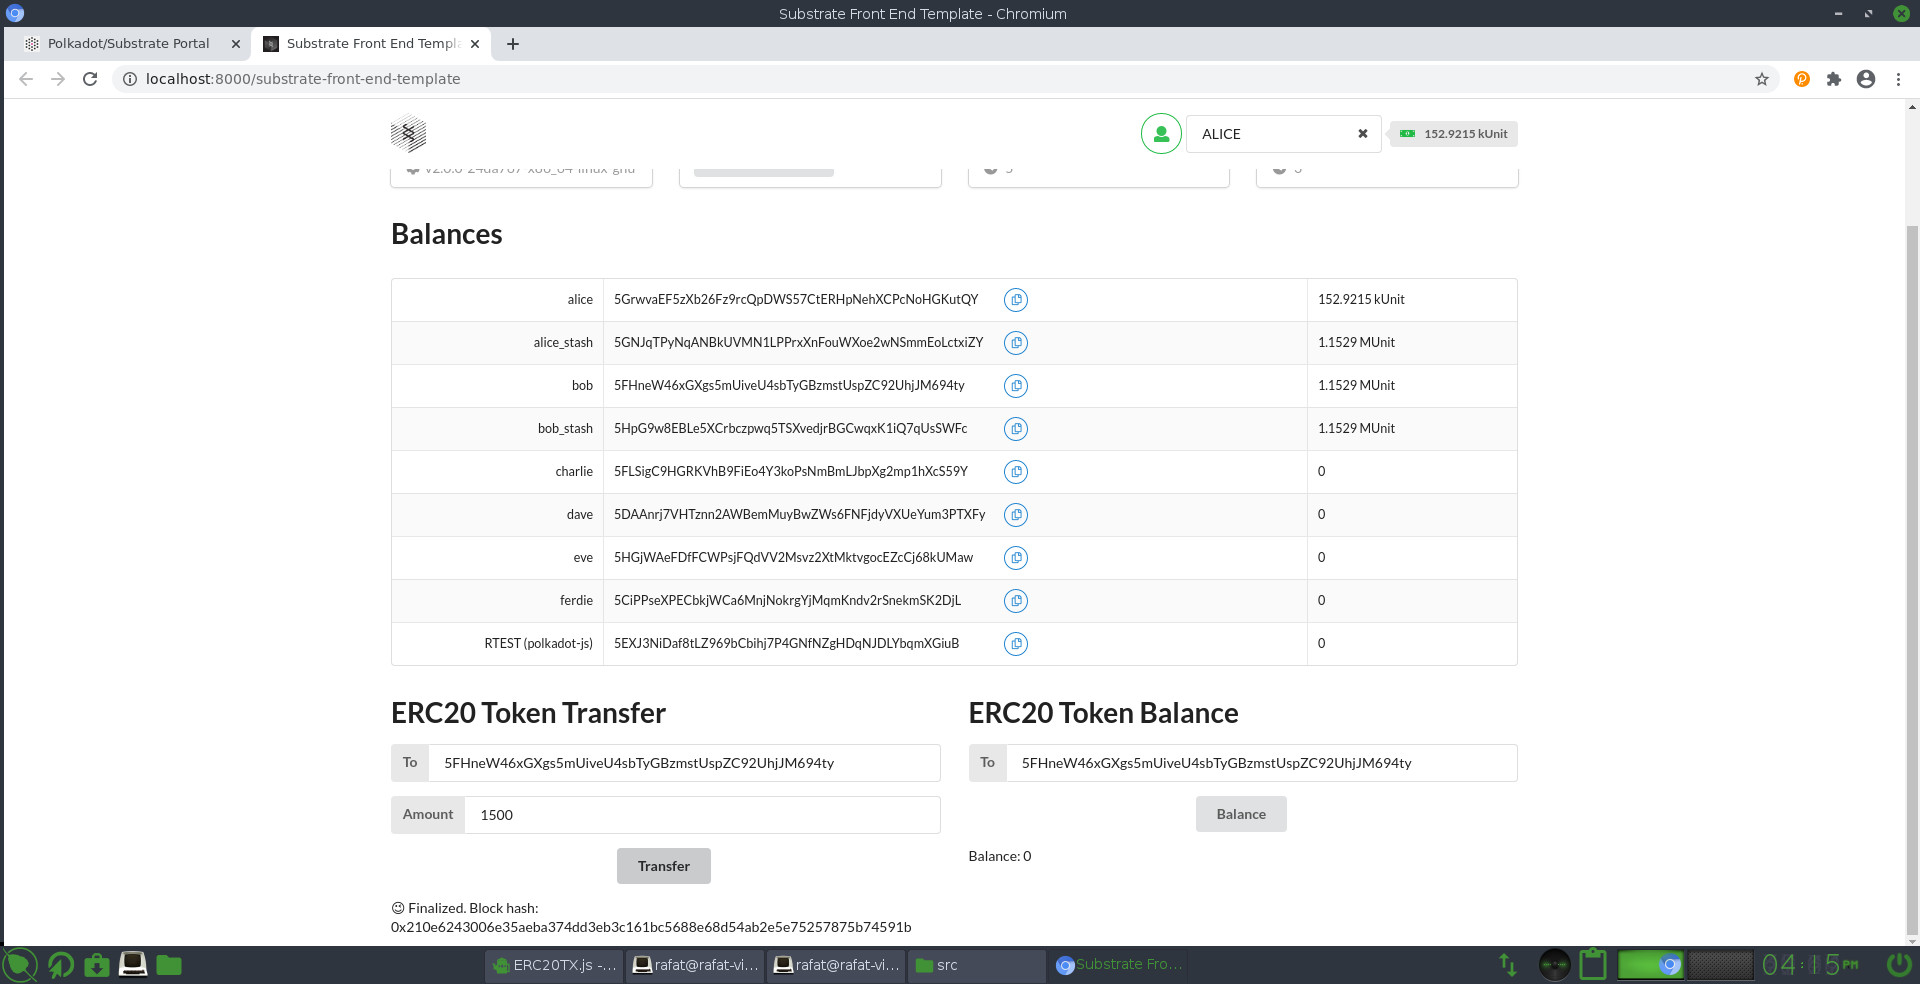 Substrate Front End Template - Chromium
Polkadot/Substrate Portal
Substrate Front End Templa
localhost:8000/substrate-front-end-template
ALICE
152.9215 kUnit
Balances
alice 5GrwvaEF5zXb26Fz9rcQpDWS57CtERHpNehXCPcNoHGKutQY 152.9215 kUnit
alice_stash 5GNJqTPyNqANBkUVMN1LPPrxXnFouWXoe2wNSmmEoLctxiZY 1.1529 MUnit
bob 5FHneW46xGXgs5mUiveU4sbTyGBzmstUspZC92UhjJM694ty 1.1529 MUnit
bob_stash 5HpG9w8EBLe5XCrbczpwq5TSXvedjrBGCwqxK1iQ7qUsSWFc 1.1529 MUnit
charlie 5FLSigC9HGRKVhB9FiEo4Y3koPsNmBmLJbpXg2mp1hXcS59Y 0
dave 5DAAnrj7VHTznn2AWBemMuyBwZWs6FNFjdyVXUeYum3PTXFy 0
eve 5HGjWAeFDfFCWPsjFQdVV2Msvz2XtMktvgocEZcCj68kUMaw 0
ferdie 5CiPPseXPECbkjWCa6MnjNokrgYjMqmKndv2rSnekmSK2DjL 0
RTEST (polkadot-js) 5EXJ3NiDaf8tLZ969bCbihj7P4GNfNZgHDqNJDLYbqmXGiuB 0
ERC20 Token Transfer
To 5FHneW46xGXgs5mUiveU4sbTyGBzmstUspZC92UhjJM694ty
Amount 1500
Transfer
😉 Finalized. Block hash:
0x210e6243006e35aeba374dd3eb3c161bc5688e68d54ab2e5e75257875b74591b
ERC20 Token Balance
To 5FHneW46xGXgs5mUiveU4sbTyGBzmstUspZC92UhjJM694ty
Balance
Balance: 0
ERC20TX.js -...
rafat@rafat-vi...
rafat@rafat-vi...
src
Substrate Fro...
04:15 PM